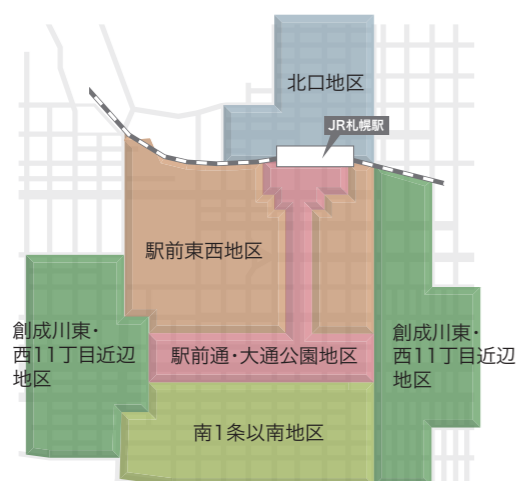 北口地区
JR札幌駅
駅前東西地区
創成川東・
西11丁目近辺
地区
駅前通・大通公園地区
創成川東・
西11丁目近辺
地区
南1条以南地区